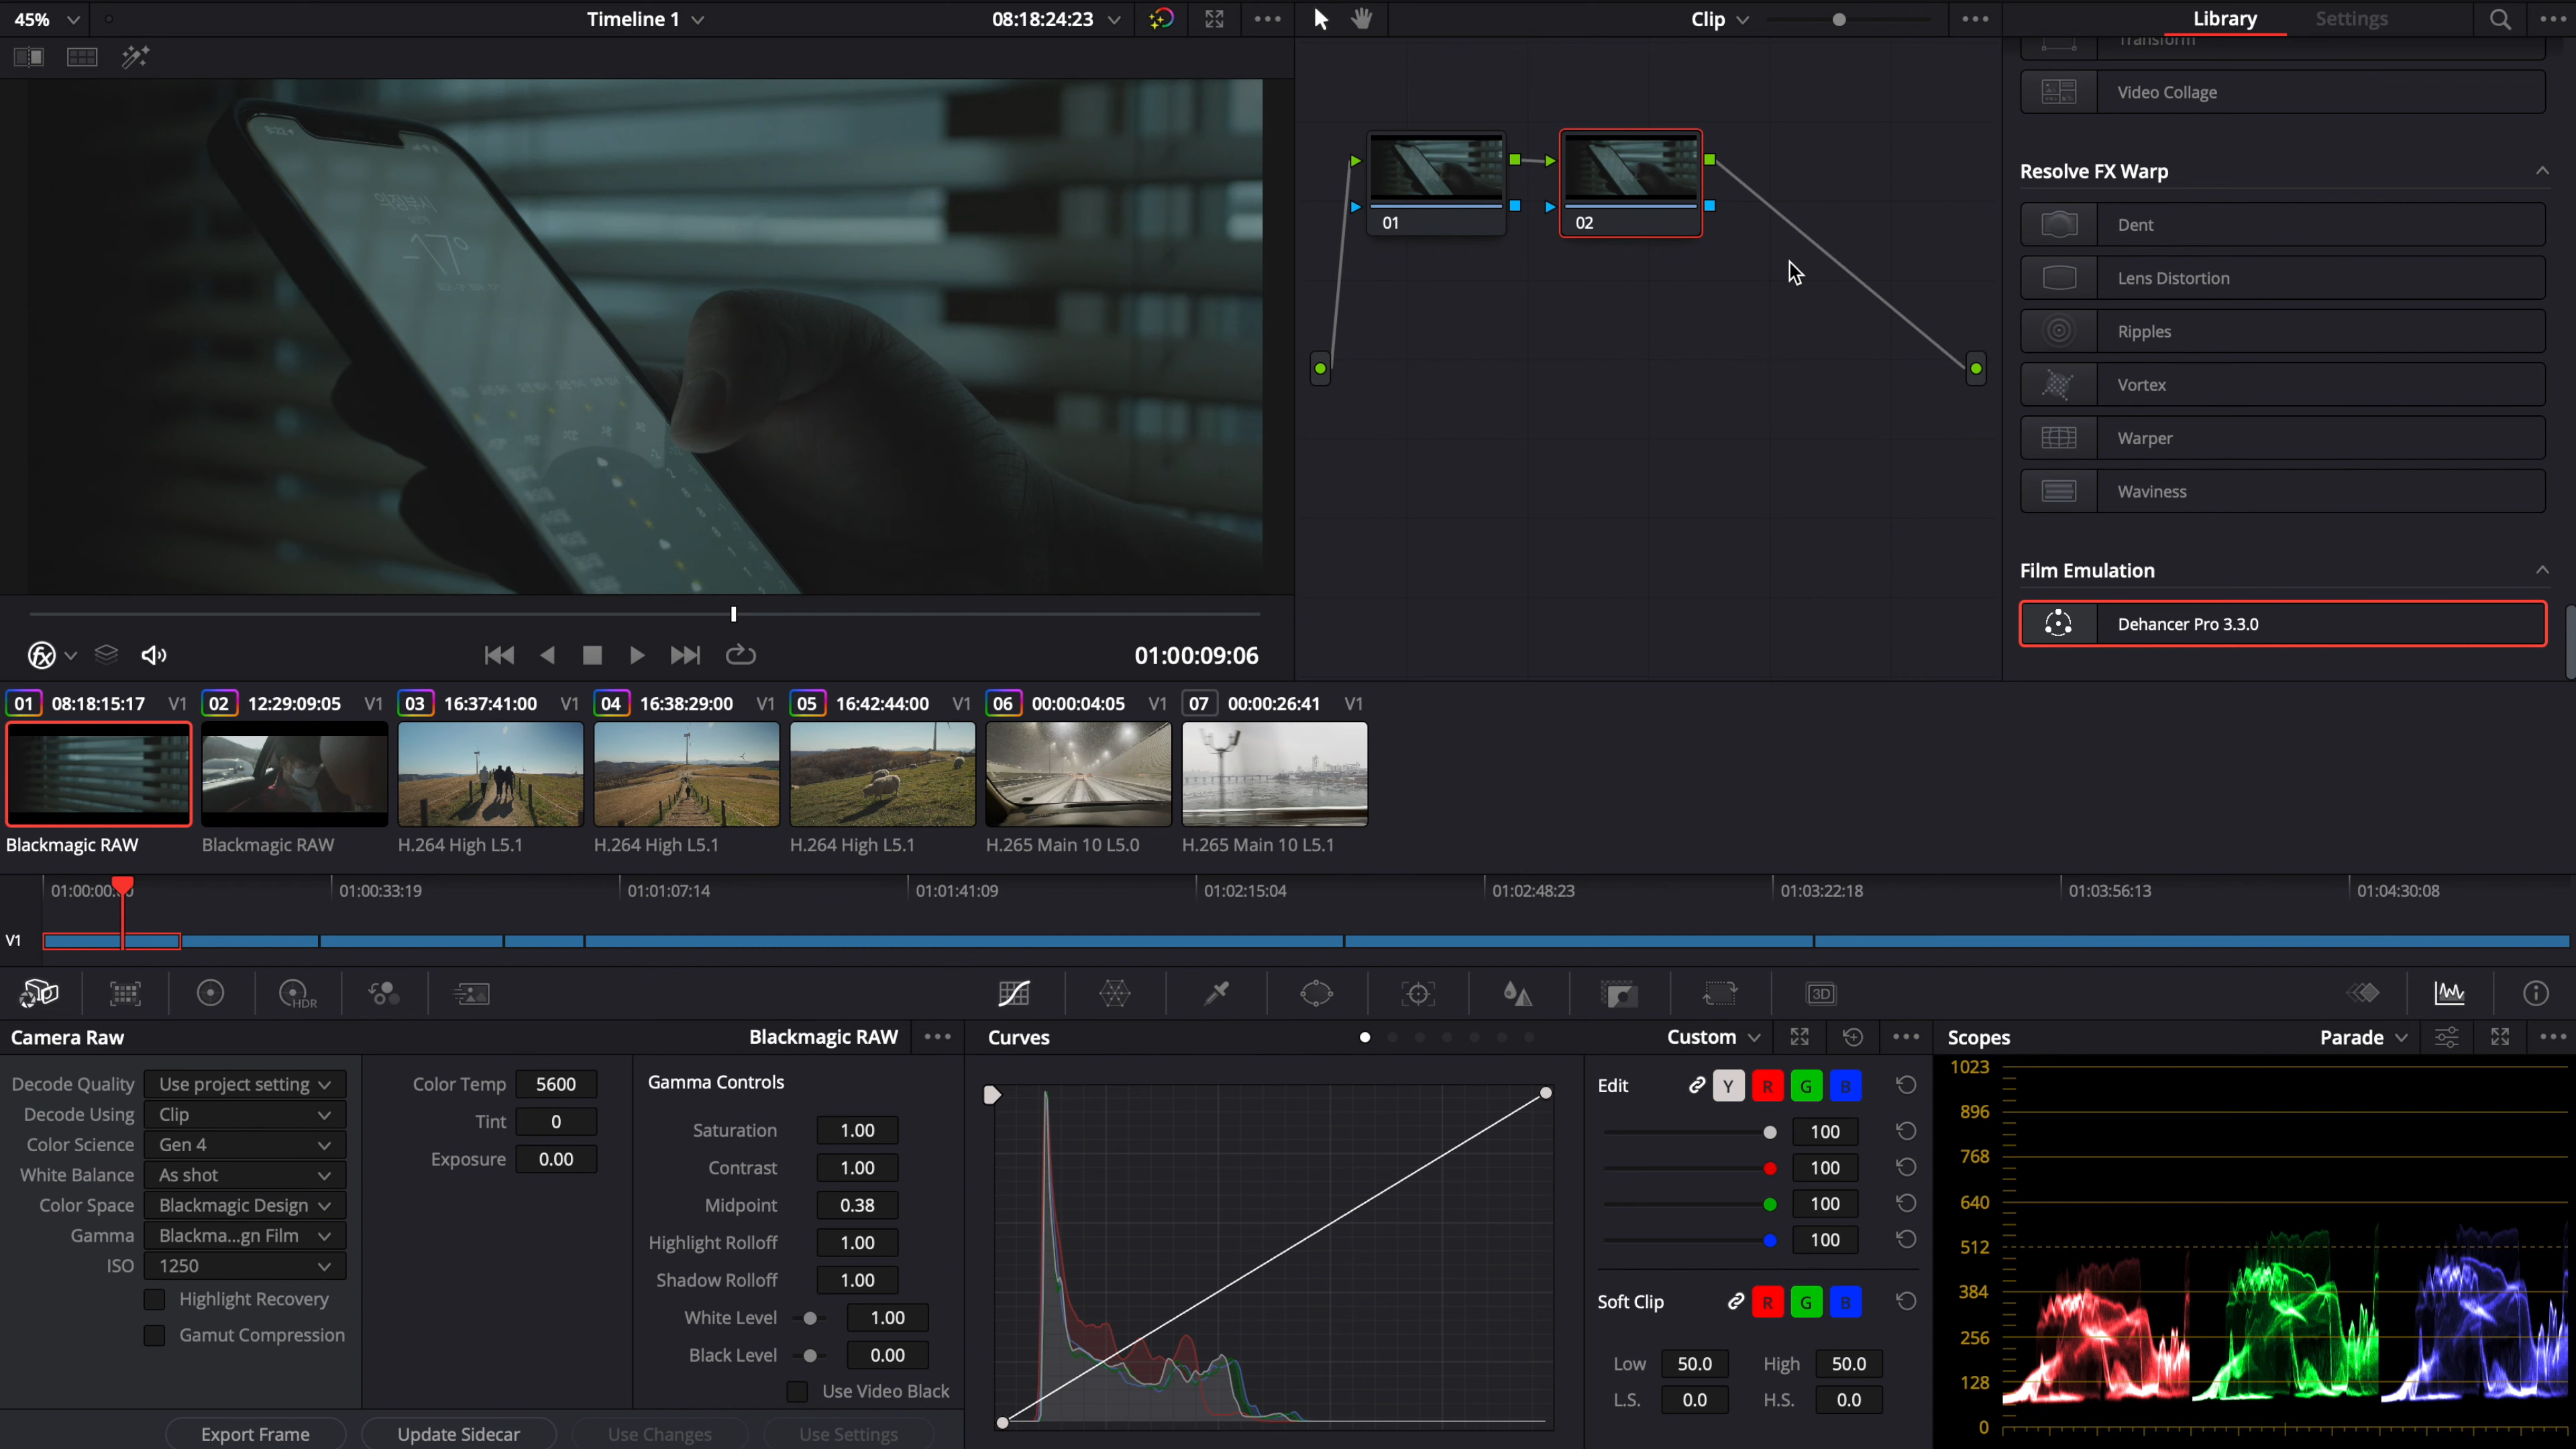 45%
Timeline 1
08:18:24:23
Clip
Library
Settings
Transform
Video Collage
Resolve FX Warp
Dent
Lens Distortion
Ripples
Vortex
Warper
Waviness
Film Emulation
Dehancer Pro 3.3.0
01
02
-17°
fx
01:00:09:06
01 08:18:15:17 V1
02 12:29:09:05 V1
03 16:37:41:00 V1
04 16:38:29:00 V1
05 16:42:44:00 V1
06 00:00:04:05 V1
07 00:00:26:41 V1
Blackmagic RAW
Blackmagic RAW
H.264 High L5.1
H.264 High L5.1
H.264 High L5.1
H.265 Main 10 L5.0
H.265 Main 10 L5.1
01:00:00
01:00:33:19
01:01:07:14
01:01:41:09
01:02:15:04
01:02:48:23
01:03:22:18
01:03:56:13
01:04:30:08
V1
HDR
3D
Camera Raw
Blackmagic RAW
Decode Quality Use project setting
Decode Using Clip
Color Science Gen 4
White Balance As shot
Color Space Blackmagic Design
Gamma Blackma...gn Film
ISO 1250
Highlight Recovery
Gamut Compression
Color Temp 5600
Tint 0
Exposure 0.00
Gamma Controls
Saturation 1.00
Contrast 1.00
Midpoint 0.38
Highlight Rolloff 1.00
Shadow Rolloff 1.00
White Level 1.00
Black Level 0.00
Use Video Black
Export Frame
Update Sidecar
Use Changes
Use Settings
Curves
Custom
Edit Y R G B
100
100
100
100
Soft Clip R G B
Low 50.0 High 50.0
L.S. 0.0 H.S. 0.0
Scopes
Parade
1023
896
768
640
512
384
256
128
0